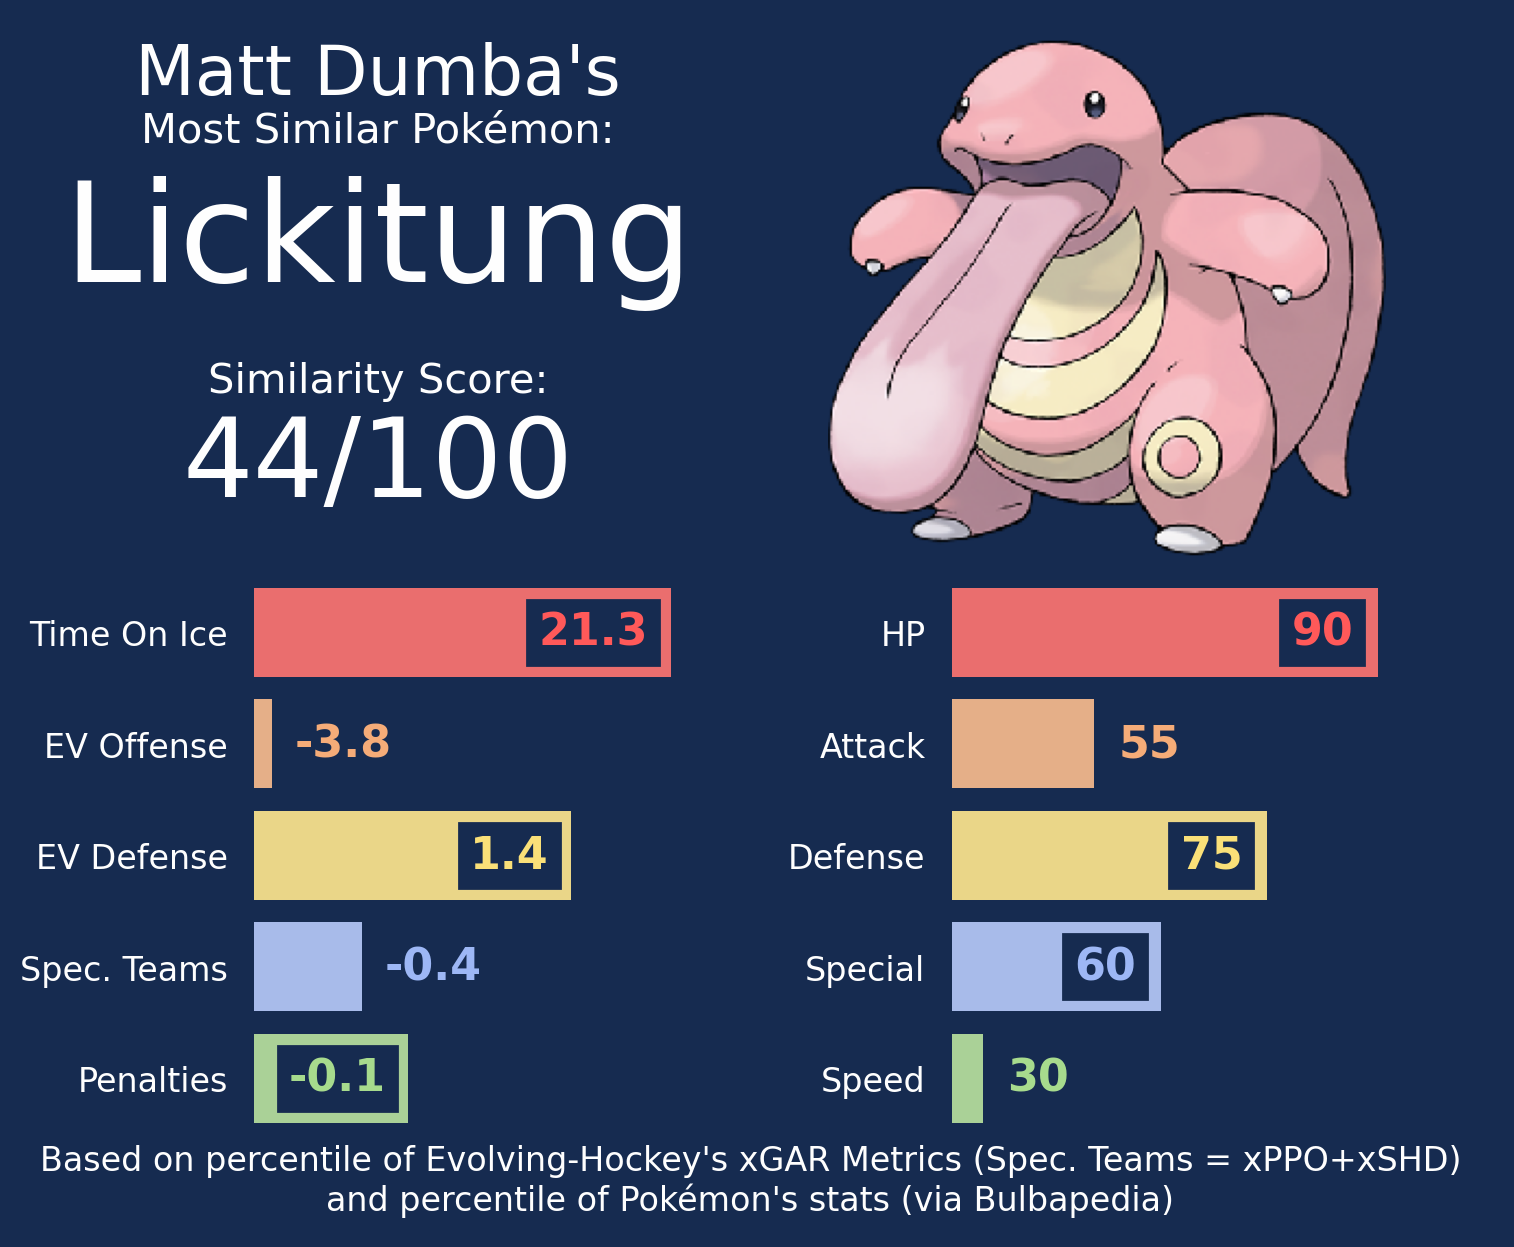 Matt Dumba's
Most Similar Pokémon:
Lickitung
Similarity Score:
44/100
Time On Ice 21.3
EV Offense -3.8
EV Defense 1.4
Spec. Teams -0.4
Penalties -0.1
HP 90
Attack 55
Defense 75
Special 60
Speed 30
Based on percentile of Evolving-Hockey's xGAR Metrics (Spec. Teams = xPPO+xSHD)
and percentile of Pokémon's stats (via Bulbapedia)